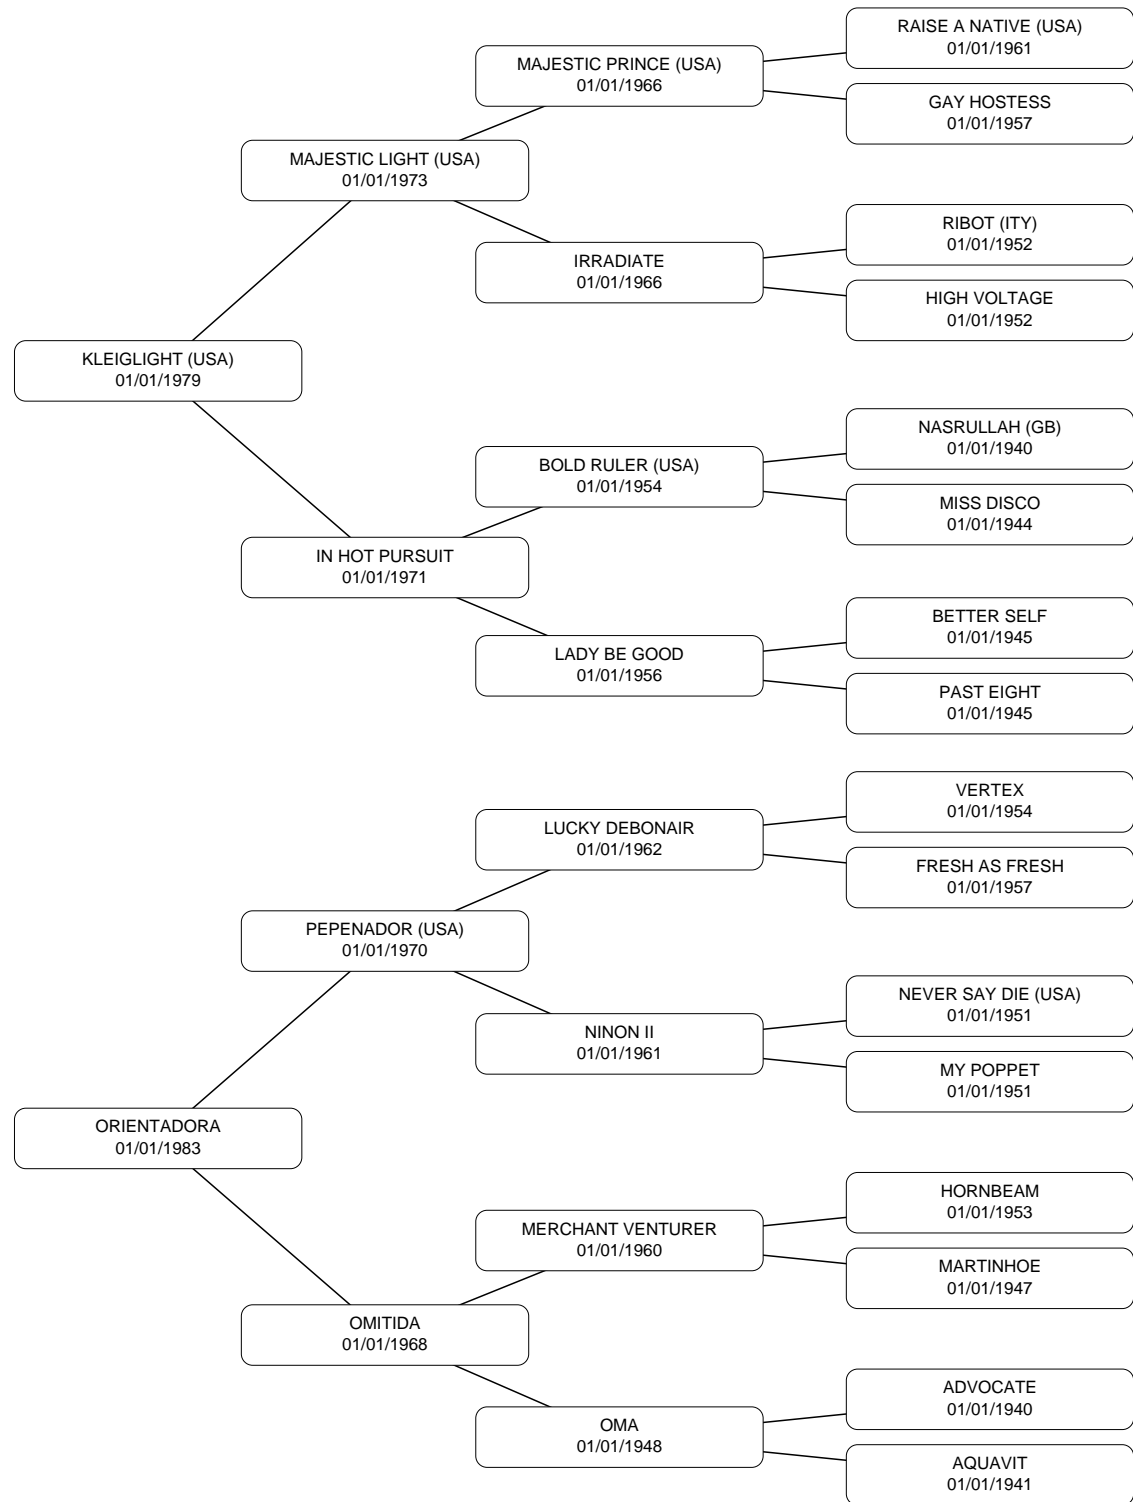 RAISE A NATIVE (USA)
01/01/1961
MAJESTIC PRINCE (USA)
01/01/1966
GAY HOSTESS
01/01/1957
MAJESTIC LIGHT (USA)
01/01/1973
RIBOT (ITY)
01/01/1952
IRRADIATE
01/01/1966
HIGH VOLTAGE
01/01/1952
KLEIGLIGHT (USA)
01/01/1979
NASRULLAH (GB)
01/01/1940
BOLD RULER (USA)
01/01/1954
MISS DISCO
01/01/1944
IN HOT PURSUIT
01/01/1971
BETTER SELF
01/01/1945
LADY BE GOOD
01/01/1956
PAST EIGHT
01/01/1945
VERTEX
01/01/1954
LUCKY DEBONAIR
01/01/1962
FRESH AS FRESH
01/01/1957
PEPENADOR (USA)
01/01/1970
NEVER SAY DIE (USA)
01/01/1951
NINON II
01/01/1961
MY POPPET
01/01/1951
ORIENTADORA
01/01/1983
HORNBEAM
01/01/1953
MERCHANT VENTURER
01/01/1960
MARTINHOE
01/01/1947
OMITIDA
01/01/1968
ADVOCATE
01/01/1940
OMA
01/01/1948
AQUAVIT
01/01/1941